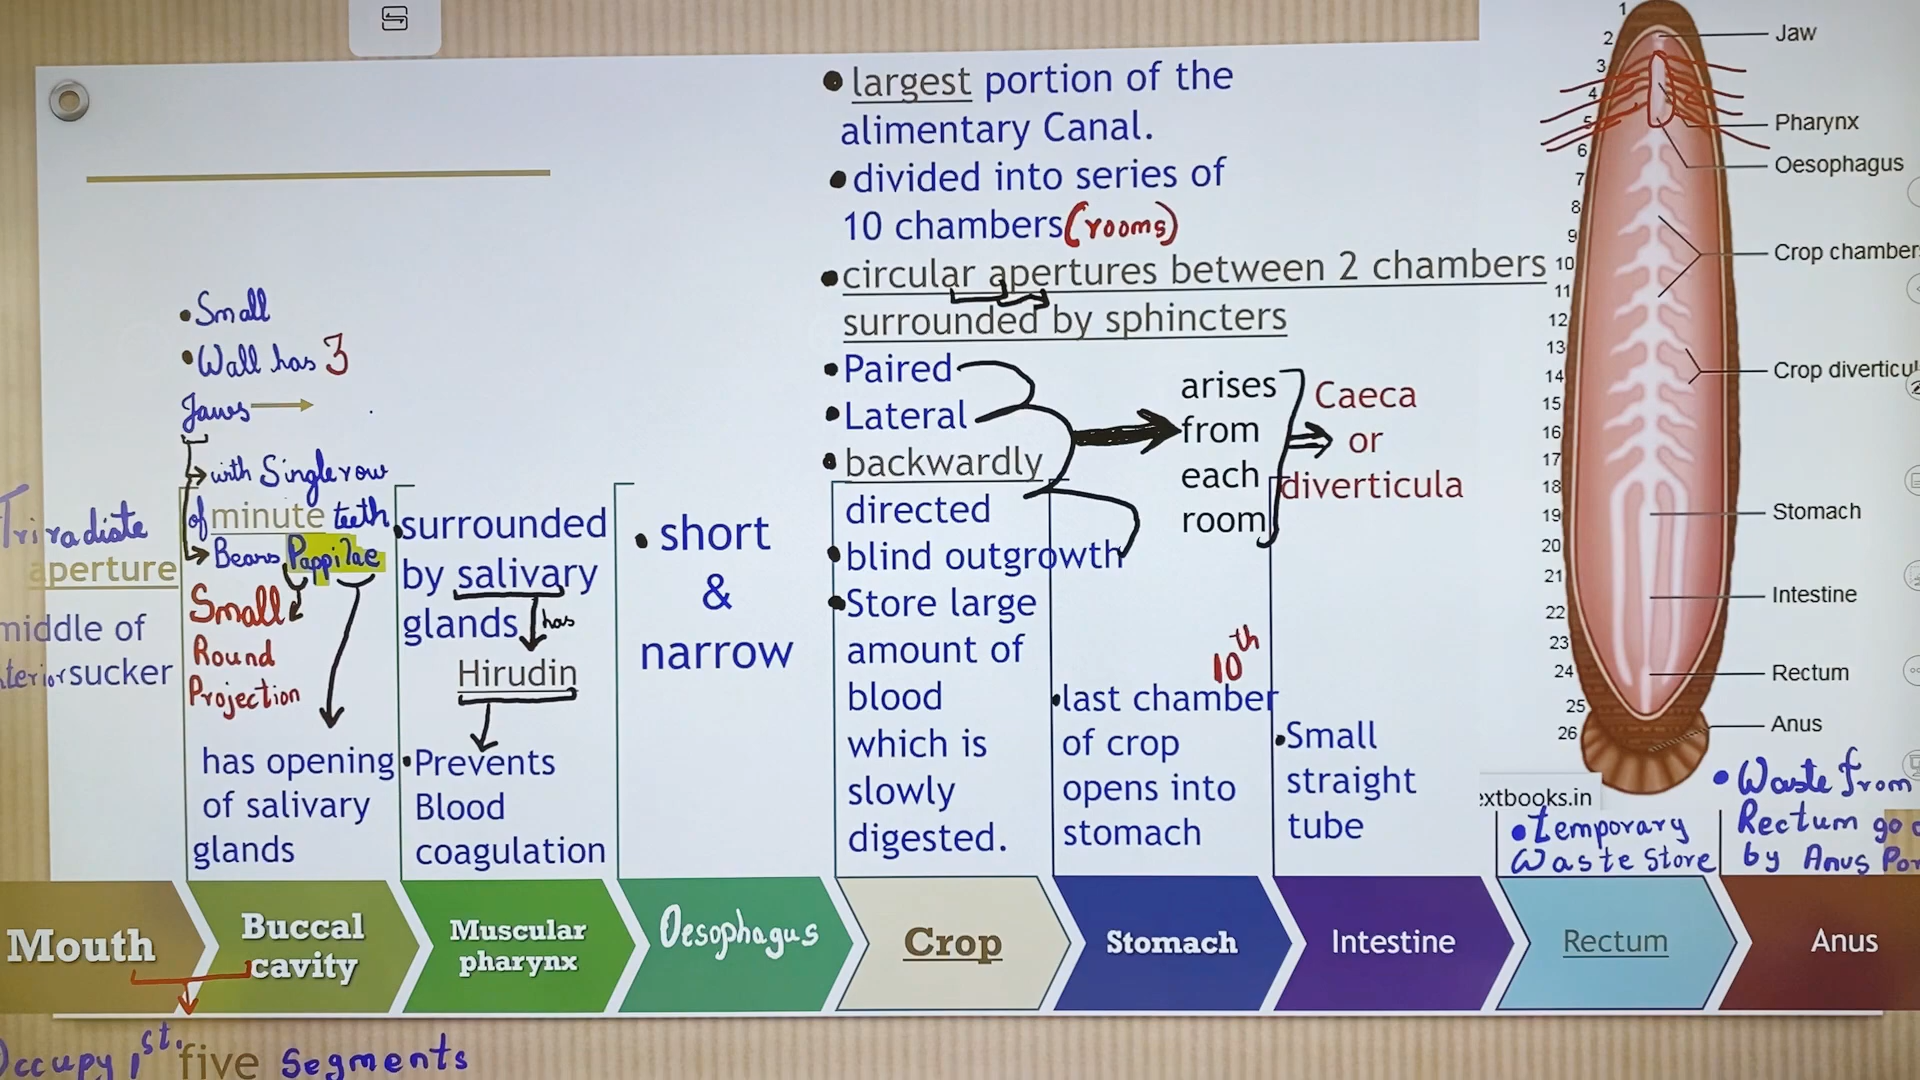 • largest portion of the
alimentary Canal.
• divided into series of
10 chambers (rooms)
• circular apertures between 2 chambers
surrounded by sphincters
• Paired
• Lateral
• backwardly
directed
• blind outgrowth
• Store large
amount of
blood
which is
slowly
digested.
arises
from
each
room
Caeca
or
diverticula
• Small
• Wall has 3
Jaws
with Single row
of minute teeth
Bears Pappilae
Small
Round
Projection
has opening
of salivary
glands
Triradiate
aperture
middle of
sucker
• surrounded
by salivary
glands
has
Hirudin
• Prevents
Blood
coagulation
• short
&
narrow
10th
• last chamber
of crop
opens into
stomach
• Small
straight
tube
• Temporary
Waste Store
• Waste from
Rectum go
by Anus
Mouth
Buccal
cavity
Muscular
pharynx
Oesophagus
Crop
Stomach
Intestine
Rectum
Anus
Occupy 1st five Segments
1
2
3
4
5
6
7
8
9
10
11
12
13
14
15
16
17
18
19
20
21
22
23
24
25
26
Jaw
Pharynx
Oesophagus
Crop chamber
Crop diverticul
Stomach
Intestine
Rectum
Anus
extbooks.in